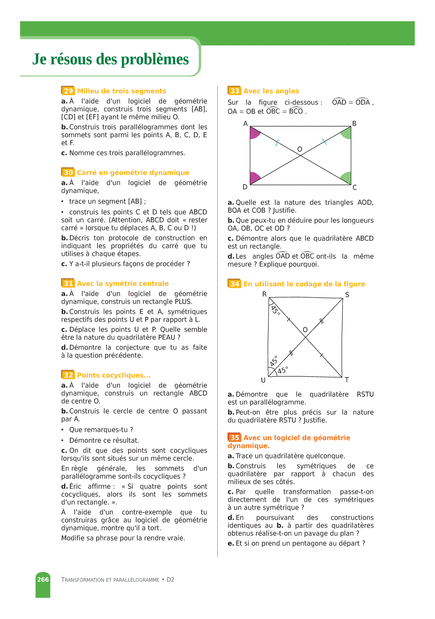 Je résous des problèmes
29 Milieu de trois segments
a. À l'aide d'un logiciel de géométrie
dynamique, construis trois segments [AB],
[CD] et [EF] ayant le même milieu O.
b. Construis trois parallélogrammes dont les
sommets sont parmi les points A, B, C, D, E
et F.
c. Nomme ces trois parallélogrammes.
30 Carré en géométrie dynamique
a. À l'aide d'un logiciel de géométrie
dynamique,
• trace un segment [AB] ;
• construis les points C et D tels que ABCD
soit un carré. (Attention, ABCD doit « rester
carré » lorsque tu déplaces A, B, C ou D !)
b. Décris ton protocole de construction en
indiquant les propriétés du carré que tu
utilises à chaque étapes.
c. Y a-t-il plusieurs façons de procéder ?
31 Avec la symétrie centrale
a. À l'aide d'un logiciel de géométrie
dynamique, construis un rectangle PLUS.
b. Construis les points E et A, symétriques
respectifs des points U et P par rapport à L.
c. Déplace les points U et P. Quelle semble
être la nature du quadrilatère PEAU ?
d. Démontre la conjecture que tu as faite
à la question précédente.
32 Points cocycliques...
a. À l'aide d'un logiciel de géométrie
dynamique, construis un rectangle ABCD
de centre O.
b. Construis le cercle de centre O passant
par A.
• Que remarques-tu ?
• Démontre ce résultat.
c. On dit que des points sont cocycliques
lorsqu'ils sont situés sur un même cercle.
En règle générale, les sommets d'un
parallélogramme sont-ils cocycliques ?
d. Éric affirme : « Si quatre points sont
cocycliques, alors ils sont les sommets
d'un rectangle. ».
À l'aide d'un contre-exemple que tu
construiras grâce au logiciel de géométrie
dynamique, montre qu'il a tort.
Modifie sa phrase pour la rendre vraie.
33 Avec les angles
Sur la figure ci-dessous : OAD = ODA ,
OA = OB et OBC = BCO .
A
B
O
D
C
a. Quelle est la nature des triangles AOD,
BOA et COB ? Justifie.
b. Que peux-tu en déduire pour les longueurs
OA, OB, OC et OD ?
c. Démontre alors que le quadrilatère ABCD
est un rectangle.
d. Les angles OAD et OBC ont-ils la même
mesure ? Explique pourquoi.
34 En utilisant le codage de la figure
R
S
45°
O
45°
45°
U
T
a. Démontre que le quadrilatère RSTU
est un parallélogramme.
b. Peut-on être plus précis sur la nature
du quadrilatère RSTU ? Justifie.
35 Avec un logiciel de géométrie
dynamique.
a. Trace un quadrilatère quelconque.
b. Construis les symétriques de ce
quadrilatère par rapport à chacun des
milieux de ses côtés.
c. Par quelle transformation passe-t-on
directement de l'un de ces symétriques
à un autre symétrique ?
d. En poursuivant des constructions
identiques au b. à partir des quadrilatères
obtenus réalise-t-on un pavage du plan ?
e. Et si on prend un pentagone au départ ?
266 TRANSFORMATION ET PARALLÉLOGRAMME • D2